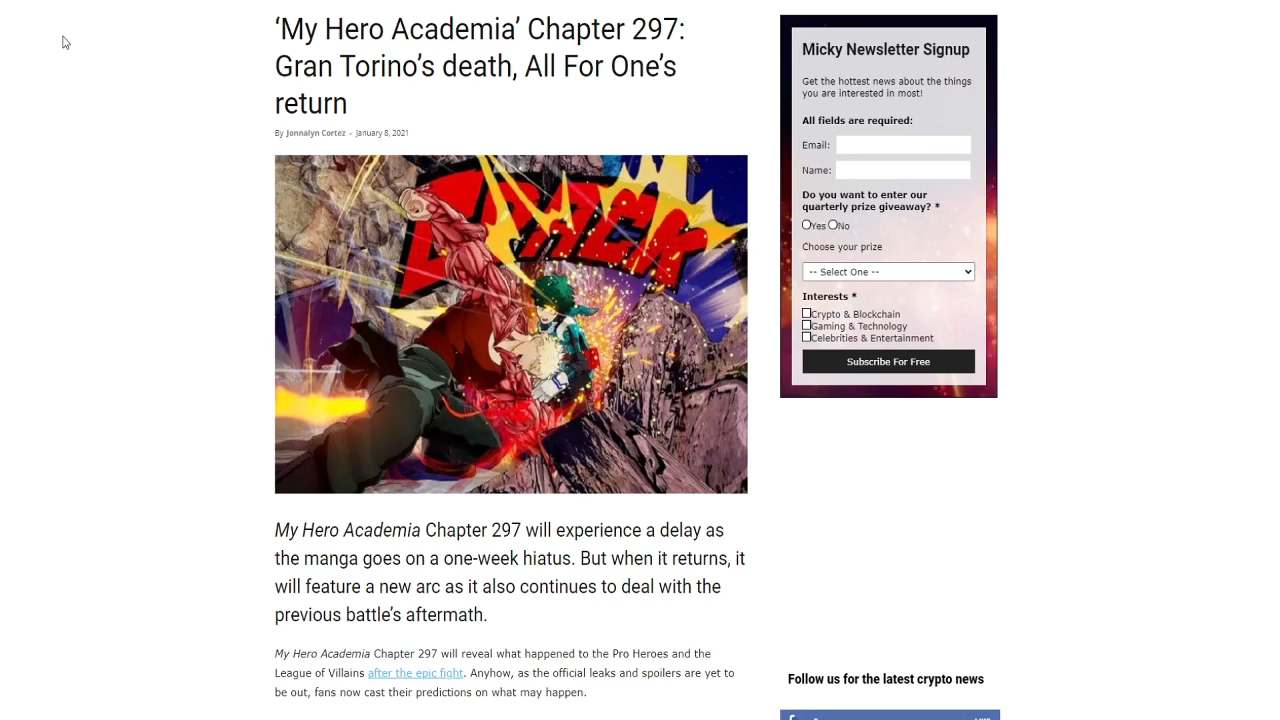 ‘My Hero Academia’ Chapter 297:
Gran Torino’s death, All For One’s
return
By Jonnalyn Cortez - January 8, 2021
CRACK
My Hero Academia Chapter 297 will experience a delay as
the manga goes on a one-week hiatus. But when it returns, it
will feature a new arc as it also continues to deal with the
previous battle’s aftermath.
My Hero Academia Chapter 297 will reveal what happened to the Pro Heroes and the
League of Villains after the epic fight. Anyhow, as the official leaks and spoilers are yet to
be out, fans now cast their predictions on what may happen.
Micky Newsletter Signup
Get the hottest news about the things
you are interested in most!
All fields are required:
Email:
Name:
Do you want to enter our
quarterly prize giveaway? *
Yes No
Choose your prize
-- Select One --
Interests *
Crypto & Blockchain
Gaming & Technology
Celebrities & Entertainment
Subscribe For Free
Follow us for the latest crypto news